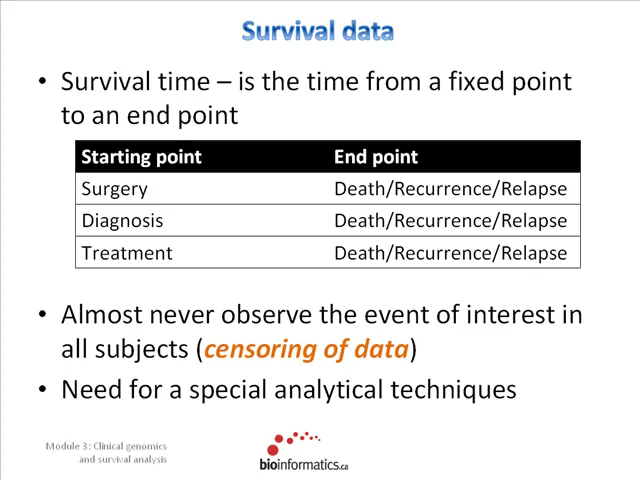 Survival data
• Survival time – is the time from a fixed point
to an end point
Starting point End point
Surgery Death/Recurrence/Relapse
Diagnosis Death/Recurrence/Relapse
Treatment Death/Recurrence/Relapse
• Almost never observe the event of interest in
all subjects (censoring of data)
• Need for a special analytical techniques
Module 3: Clinical genomics
and survival analysis
bioinformatics.ca